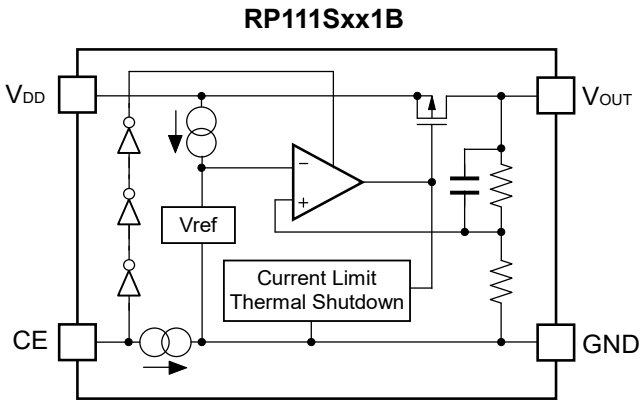 RP111Sxx1B
VDD
VOUT
−
+
Vref
Current Limit
Thermal Shutdown
CE
GND